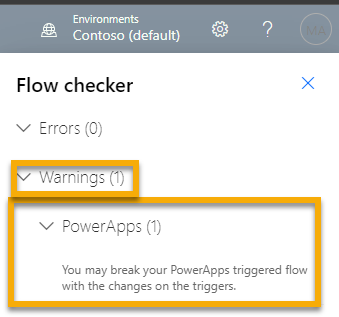 Environments
Contoso (default)
?
MA
Flow checker
Errors (0)
Warnings (1)
PowerApps (1)
You may break your PowerApps triggered flow
with the changes on the triggers.